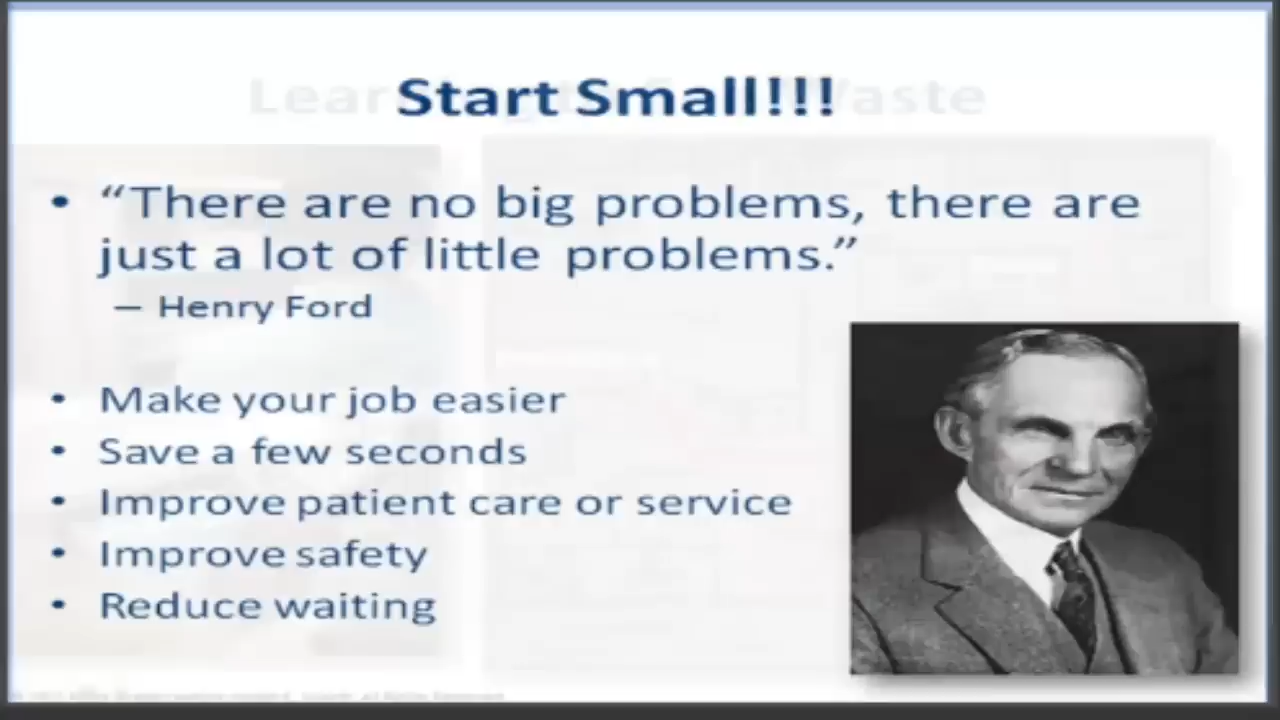 Start Small!!!
• “There are no big problems, there are
just a lot of little problems.”
– Henry Ford
• Make your job easier
• Save a few seconds
• Improve patient care or service
• Improve safety
• Reduce waiting